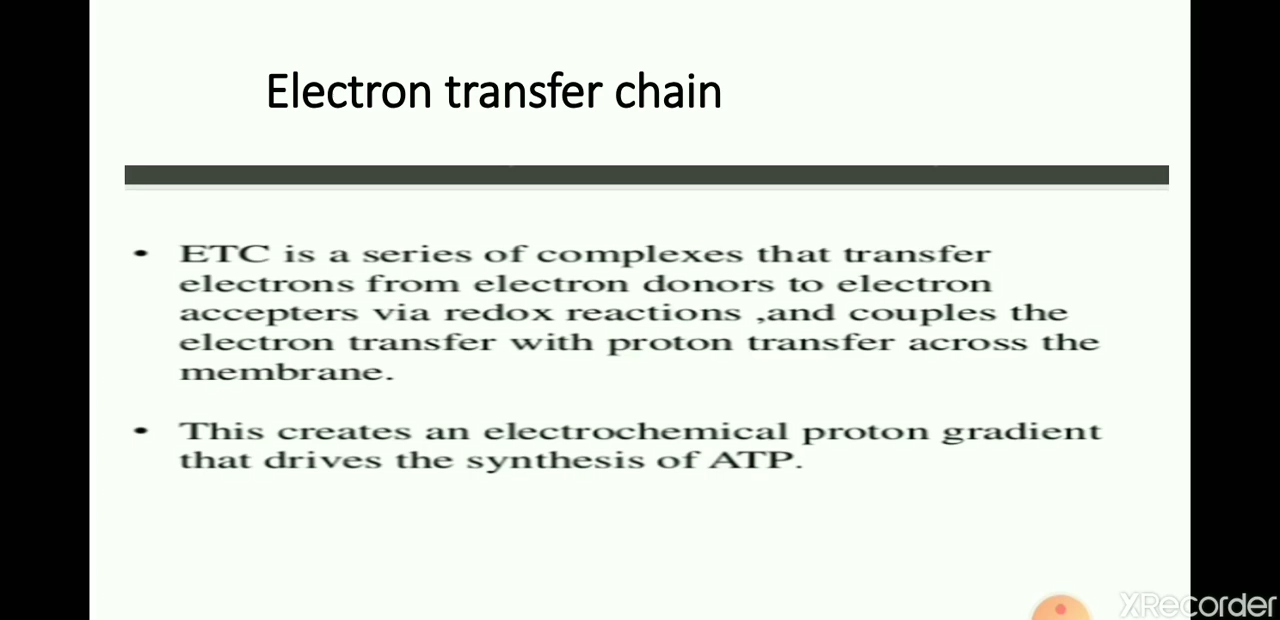 Electron transfer chain
• ETC is a series of complexes that transfer
electrons from electron donors to electron
accepters via redox reactions ,and couples the
electron transfer with proton transfer across the
membrane.
• This creates an electrochemical proton gradient
that drives the synthesis of ATP.
XRecorder